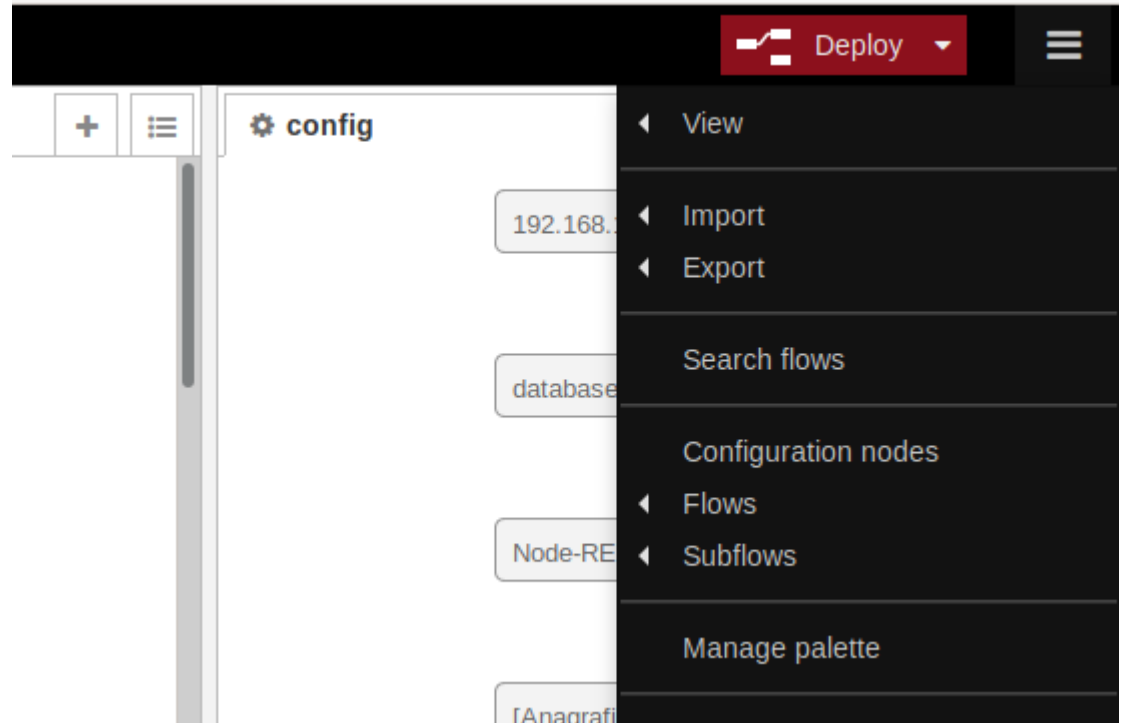 Deploy
config
View
192.168.
Import
Export
Search flows
database
Configuration nodes
Flows
Node-RE
Subflows
Manage palette
[Anagrafi